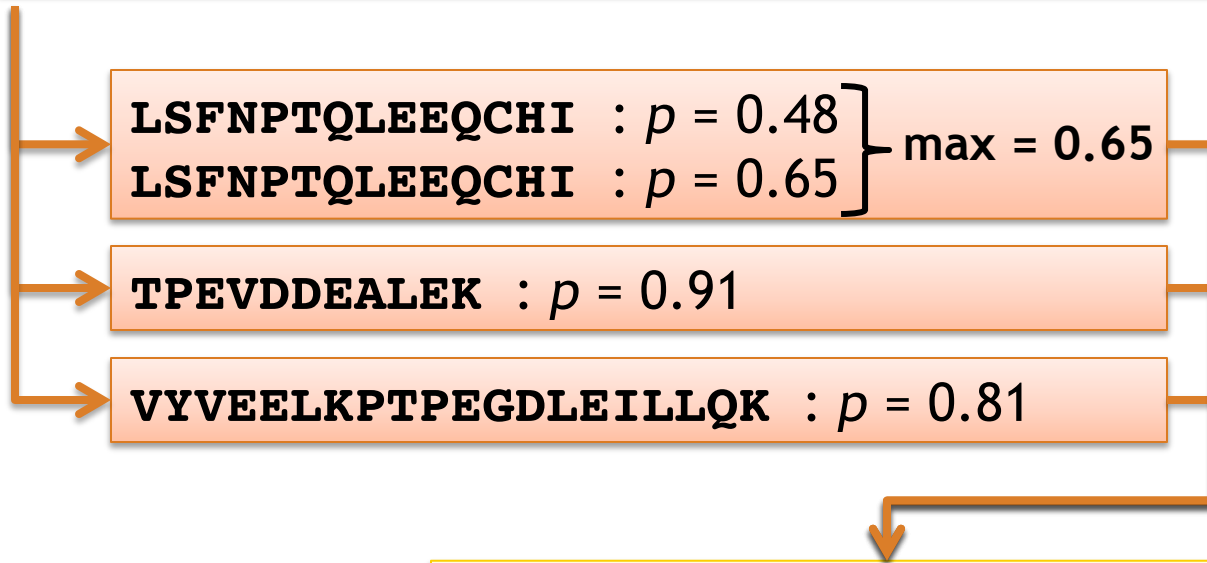 LSFNPTQLEEQCHI : p = 0.48
LSFNPTQLEEQCHI : p = 0.65
max = 0.65
TPEVDDEALEK : p = 0.91
VYVEELKPTPEGDLEILLQK : p = 0.81